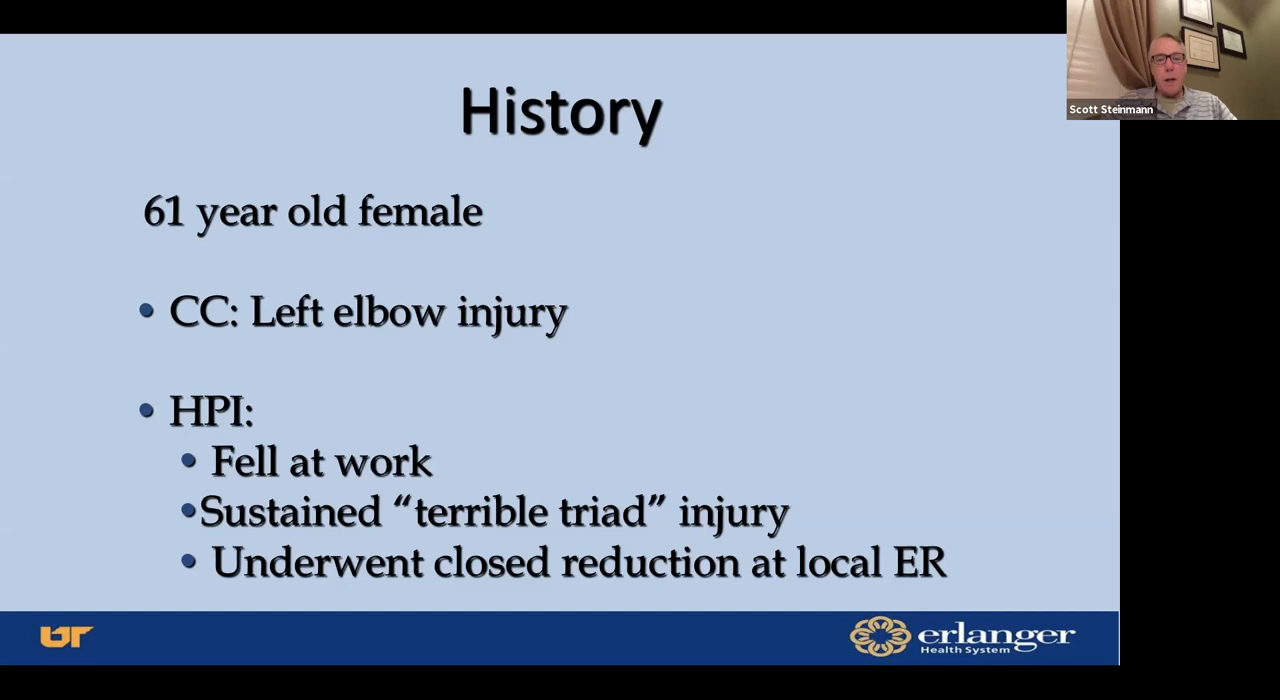 History
Scott Steinmann
61 year old female
• CC: Left elbow injury
• HPI:
• Fell at work
•Sustained “terrible triad” injury
• Underwent closed reduction at local ER
UT
erlanger
Health System